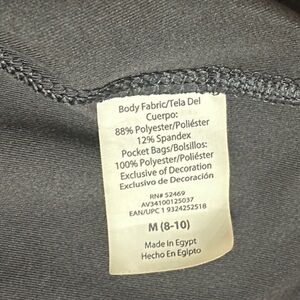 Body Fabric/Tela Del
Cuerpo:
88% Polyester/Poliéster
12% Spandex
Pocket Bags/Bolsillos:
100% Polyester/Poliéster
Exclusive of Decoration
Exclusivo de Decoración
RN# 52469
AV34100125037
EAN/UPC 1 9324252518
M (8-10)
Made In Egypt
Hecho En Egipto